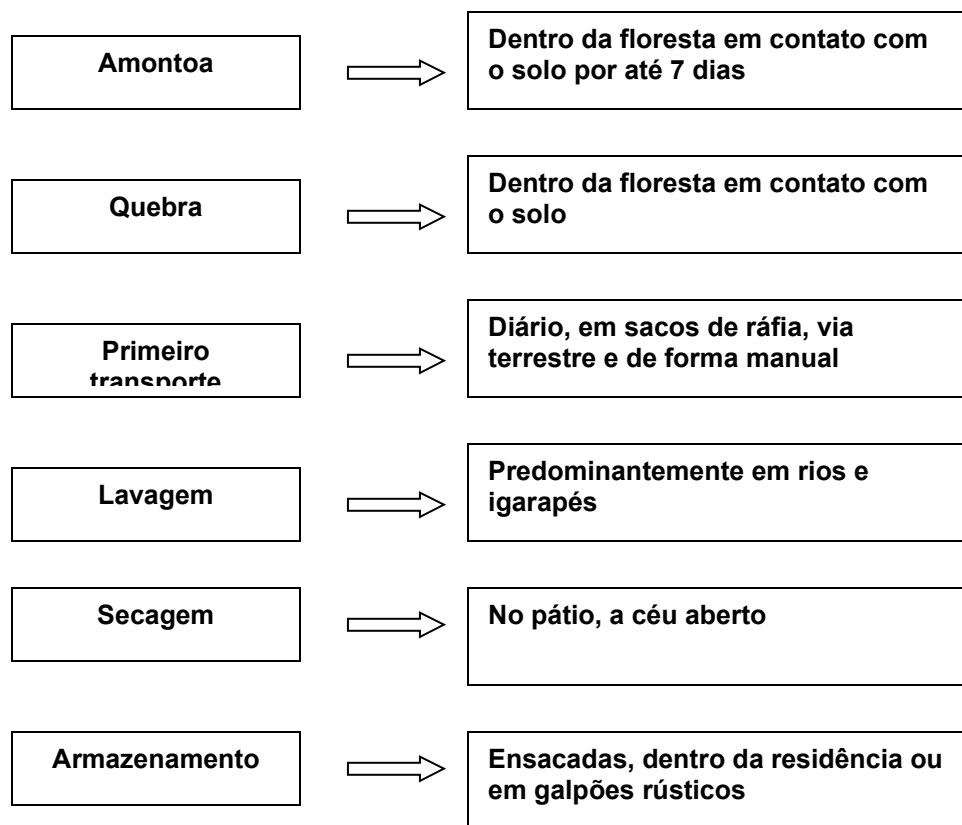 Amontoa
Dentro da floresta em contato com
o solo por até 7 dias
Quebra
Dentro da floresta em contato com
o solo
Primeiro
transporte
Diário, em sacos de ráfia, via
terrestre e de forma manual
Lavagem
Predominantemente em rios e
igarapés
Secagem
No pátio, a céu aberto
Armazenamento
Ensacadas, dentro da residência ou
em galpões rústicos